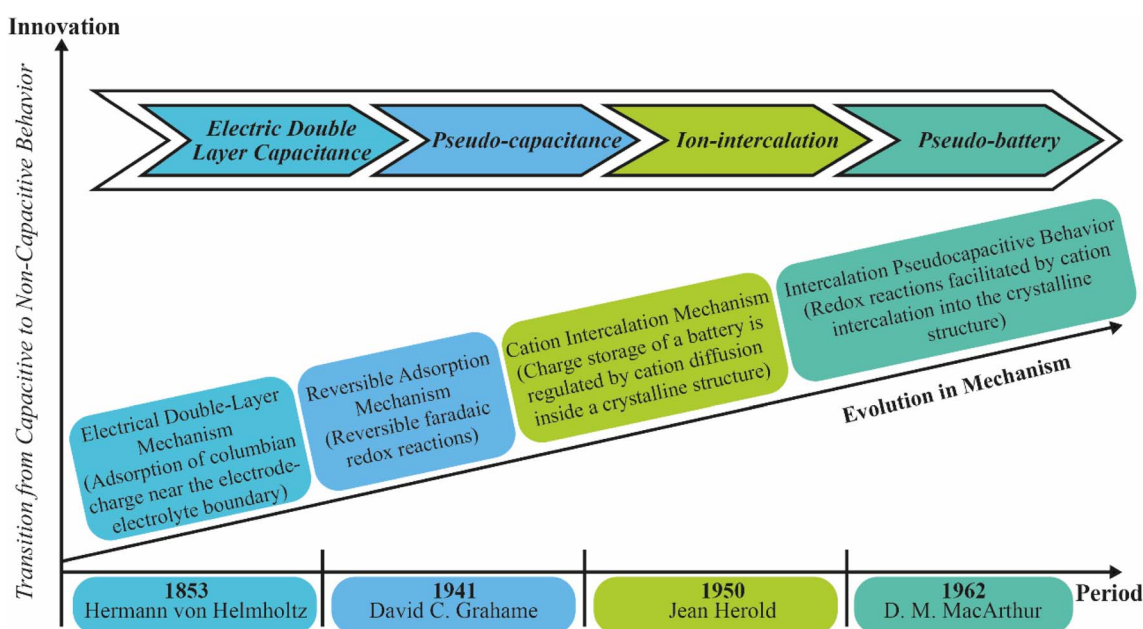 Innovation
Transition from Capacitive to Non-Capacitive Behavior
Electric Double
Layer Capacitance
Pseudo-capacitance
Ion-intercalation
Pseudo-battery
Electrical Double-Layer
Mechanism
(Adsorption of columbian
charge near the electrode-
electrolyte boundary)
Reversible Adsorption
Mechanism
(Reversible faradaic
redox reactions)
Cation Intercalation Mechanism
(Charge storage of a battery is
regulated by cation diffusion
inside a crystalline structure)
Intercalation Pseudocapacitive Behavior
(Redox reactions facilitated by cation
intercalation into the crystalline
structure)
Evolution in Mechanism
1853
Hermann von Helmholtz
1941
David C. Grahame
1950
Jean Herold
1962
D. M. MacArthur
Period